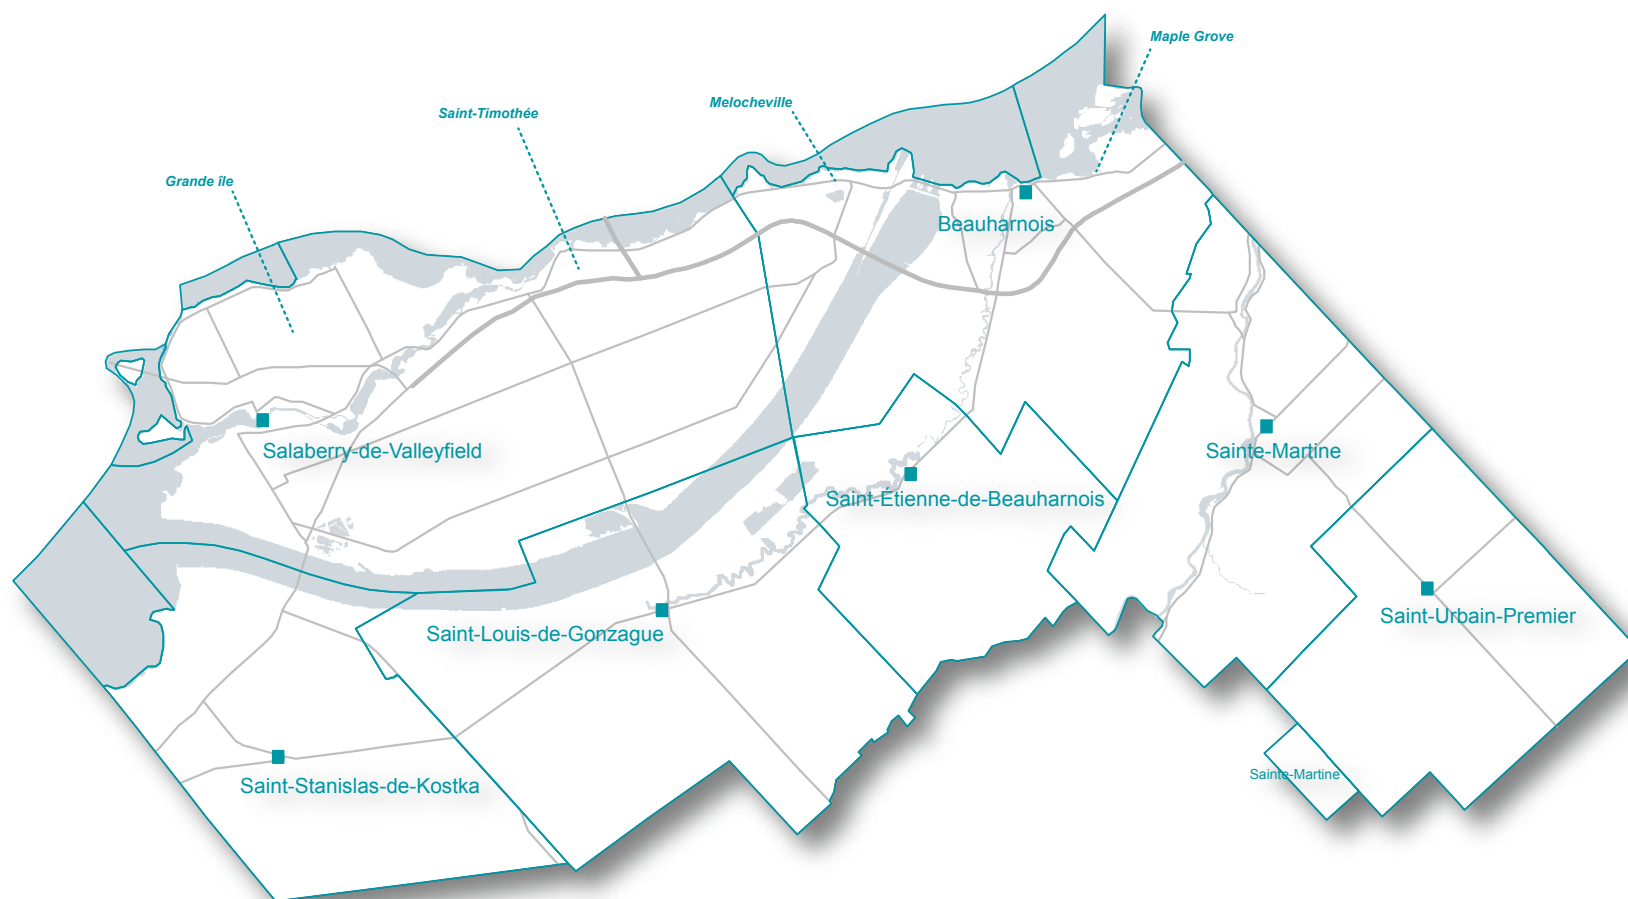 Maple Grove
Melocheville
Saint-Timothée
Grande île
Beauharnois
Salaberry-de-Valleyfield
Sainte-Martine
Saint-Étienne-de-Beauharnois
Saint-Urbain-Premier
Saint-Louis-de-Gonzague
Sainte-Martine
Saint-Stanislas-de-Kostka